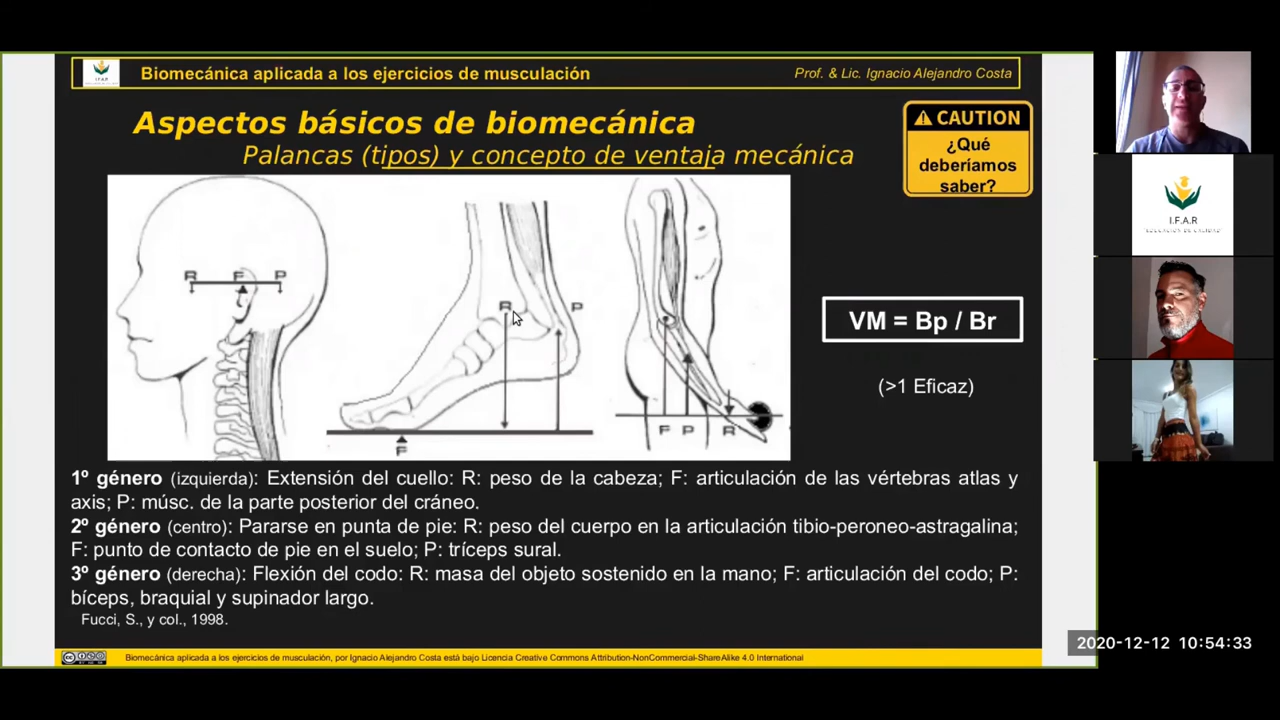 Biomecánica aplicada a los ejercicios de musculación
Prof. & Lic. Ignacio Alejandro Costa
Aspectos básicos de biomecánica
Palancas (tipos) y concepto de ventaja mecánica
CAUTION
¿Qué
deberíamos
saber?
R F P
R P
F
F P R
VM = Bp / Br
(>1 Eficaz)
1º género (izquierda): Extensión del cuello: R: peso de la cabeza; F: articulación de las vértebras atlas y
axis; P: músc. de la parte posterior del cráneo.
2º género (centro): Pararse en punta de pie: R: peso del cuerpo en la articulación tibio-peroneo-astragalina;
F: punto de contacto de pie en el suelo; P: tríceps sural.
3º género (derecha): Flexión del codo: R: masa del objeto sostenido en la mano; F: articulación del codo; P:
bíceps, braquial y supinador largo.
Fucci, S., y col., 1998.
Biomecánica aplicada a los ejercicios de musculación, por Ignacio Alejandro Costa está bajo Licencia Creative Commons Attribution-NonCommercial-ShareAlike 4.0 International
I.F.A.R
2020-12-12 10:54:33